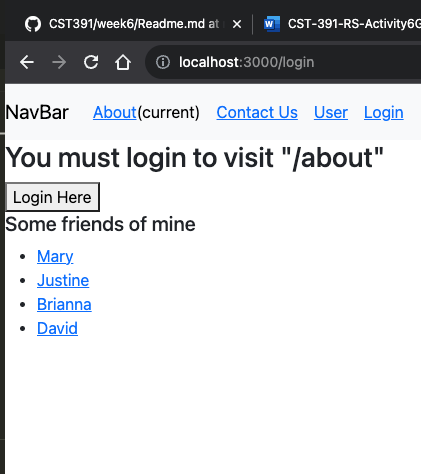 CST391/week6/Readme.md at
CST-391-RS-Activity6G
localhost:3000/login
NavBar About(current) Contact Us User Login
You must login to visit "/about"
Login Here
Some friends of mine
Mary
Justine
Brianna
David